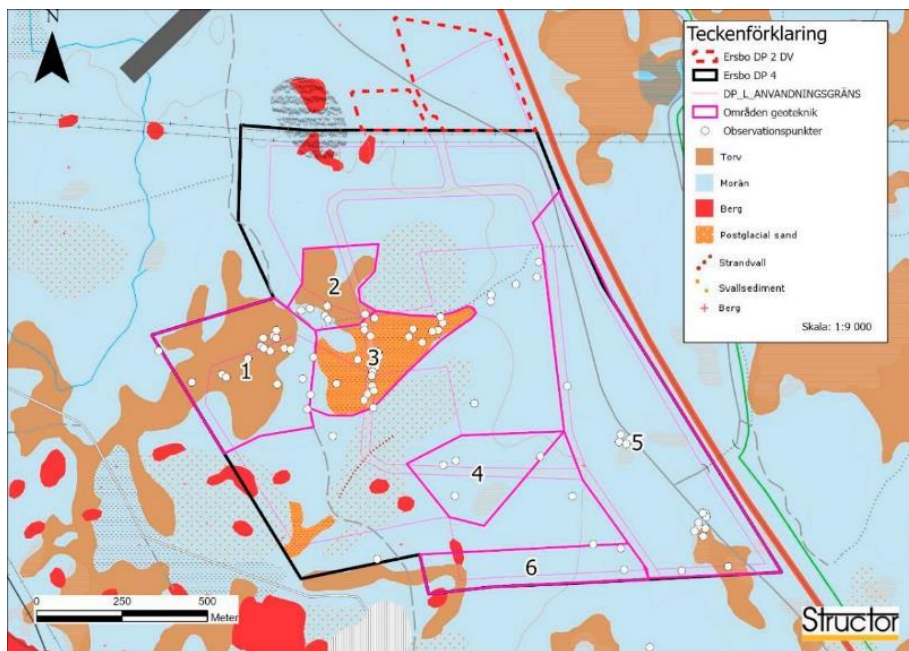 N
Teckenförklaring
Ersbo DP 2 DV
Ersbo DP 4
DP_L_ANVANDNINGSGRÄNS
Områden geoteknik
Observationspunkter
Torv
Morän
Berg
Postglacial sand
Strandvall
Svallsediment
Berg
Skala: 1:9 000
2
1
3
5
4
6
0 250 500
Meter
Structor